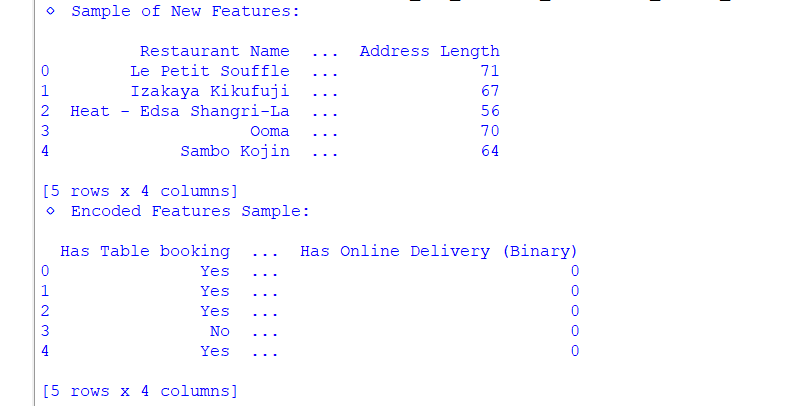 ⋄ Sample of New Features:
Restaurant Name ... Address Length
0 Le Petit Souffle ... 71
1 Izakaya Kikufuji ... 67
2 Heat - Edsa Shangri-La ... 56
3 Ooma ... 70
4 Sambo Kojin ... 64
[5 rows x 4 columns]
⋄ Encoded Features Sample:
Has Table booking ... Has Online Delivery (Binary)
0 Yes ... 0
1 Yes ... 0
2 Yes ... 0
3 No ... 0
4 Yes ... 0
[5 rows x 4 columns]